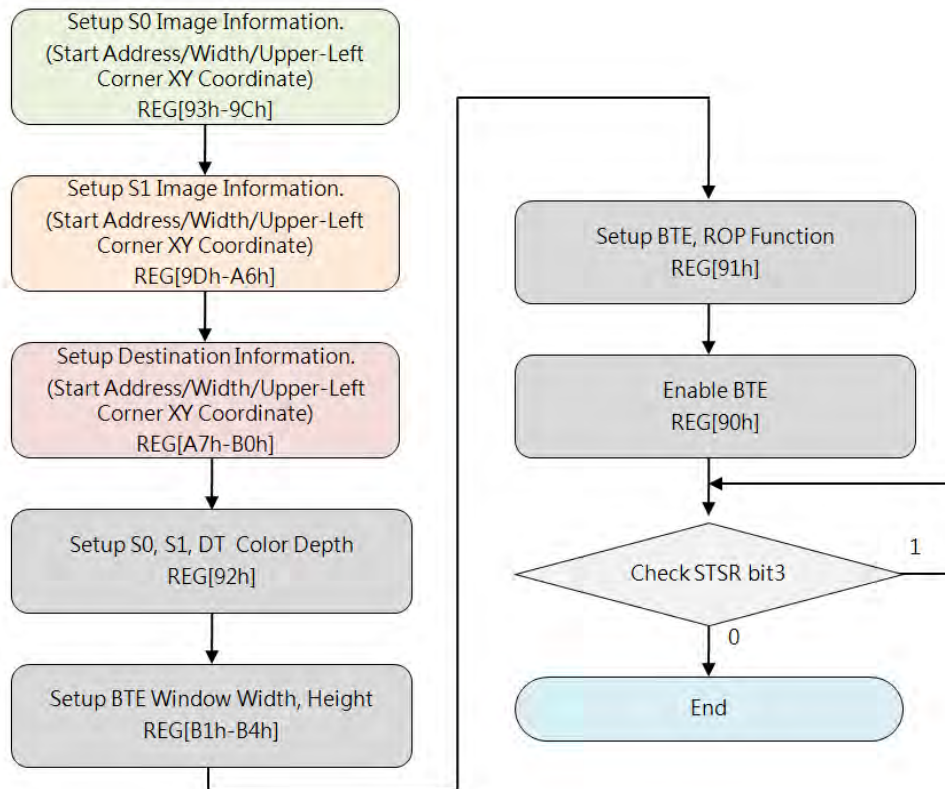 Setup S0 Image Information.
(Start Address/Width/Upper-Left
Corner XY Coordinate)
REG[93h-9Ch]
Setup S1 Image Information.
(Start Address/Width/Upper-Left
Corner XY Coordinate)
REG[9Dh-A6h]
Setup Destination Information.
(Start Address/Width/Upper-Left
Corner XY Coordinate)
REG[A7h-B0h]
Setup S0, S1, DT Color Depth
REG[92h]
Setup BTE Window Width, Height
REG[B1h-B4h]
Setup BTE, ROP Function
REG[91h]
Enable BTE
REG[90h]
Check STSR bit3
1
0
End